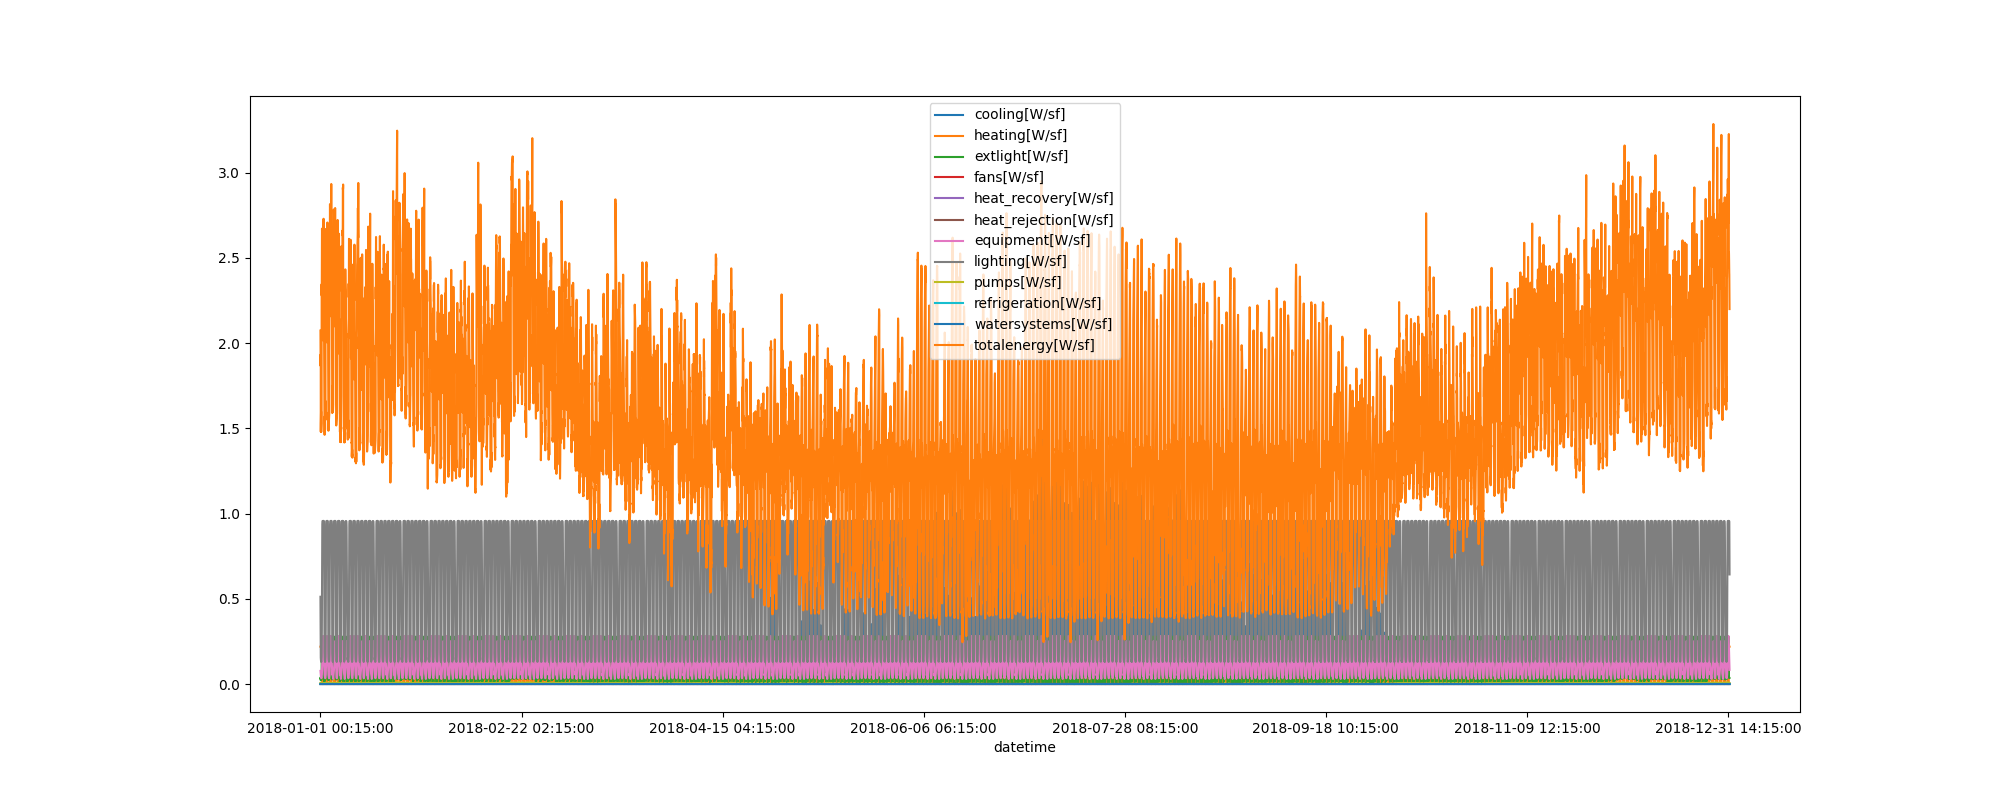 cooling[W/sf]
heating[W/sf]
extlight[W/sf]
fans[W/sf]
heat_recovery[W/sf]
heat_rejection[W/sf]
equipment[W/sf]
lighting[W/sf]
pumps[W/sf]
refrigeration[W/sf]
watersystems[W/sf]
totalenergy[W/sf]
3.0
2.5
2.0
1.5
1.0
0.5
0.0
2018-01-01 00:15:00 2018-02-22 02:15:00 2018-04-15 04:15:00 2018-06-06 06:15:00 2018-07-28 08:15:00 2018-09-18 10:15:00 2018-11-09 12:15:00 2018-12-31 14:15:00
datetime